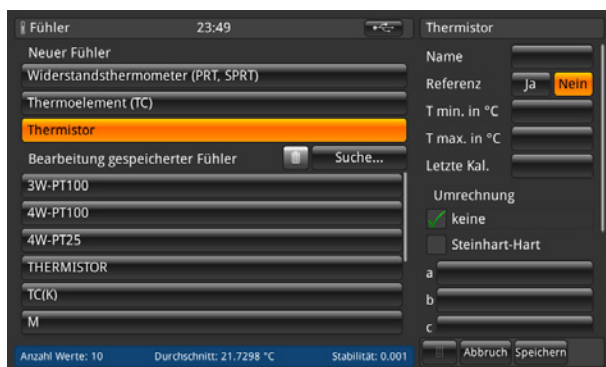 Fühler 23:49
Neuer Fühler
Widerstandsthermometer (PRT, SPRT)
Thermoelement (TC)
Thermistor
Bearbeitung gespeicherter Fühler Suche...
3W-PT100
4W-PT100
4W-PT25
THERMISTOR
TC(K)
M
Anzahl Werte: 10 Durchschnitt: 21.7298 °C Stabilität: 0.001
Thermistor
Name
Referenz Ja Nein
T min. in °C
T max. in °C
Letzte Kal.
Umrechnung
keine
Steinhart-Hart
a
b
c
Abbruch Speichern